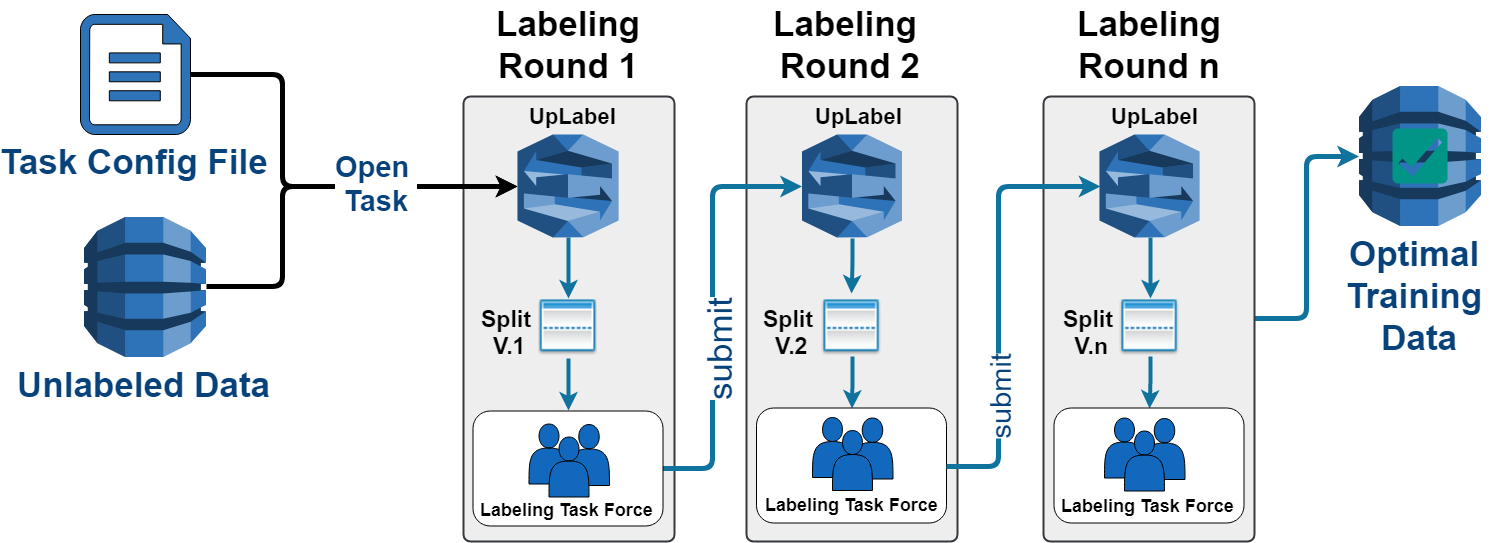 Task Config File
Unlabeled Data
Open
Task
Labeling
Round 1
UpLabel
Split
V.1
Labeling Task Force
submit
Labeling
Round 2
UpLabel
Split
V.2
Labeling Task Force
submit
Labeling
Round n
UpLabel
Split
V.n
Labeling Task Force
Optimal
Training
Data